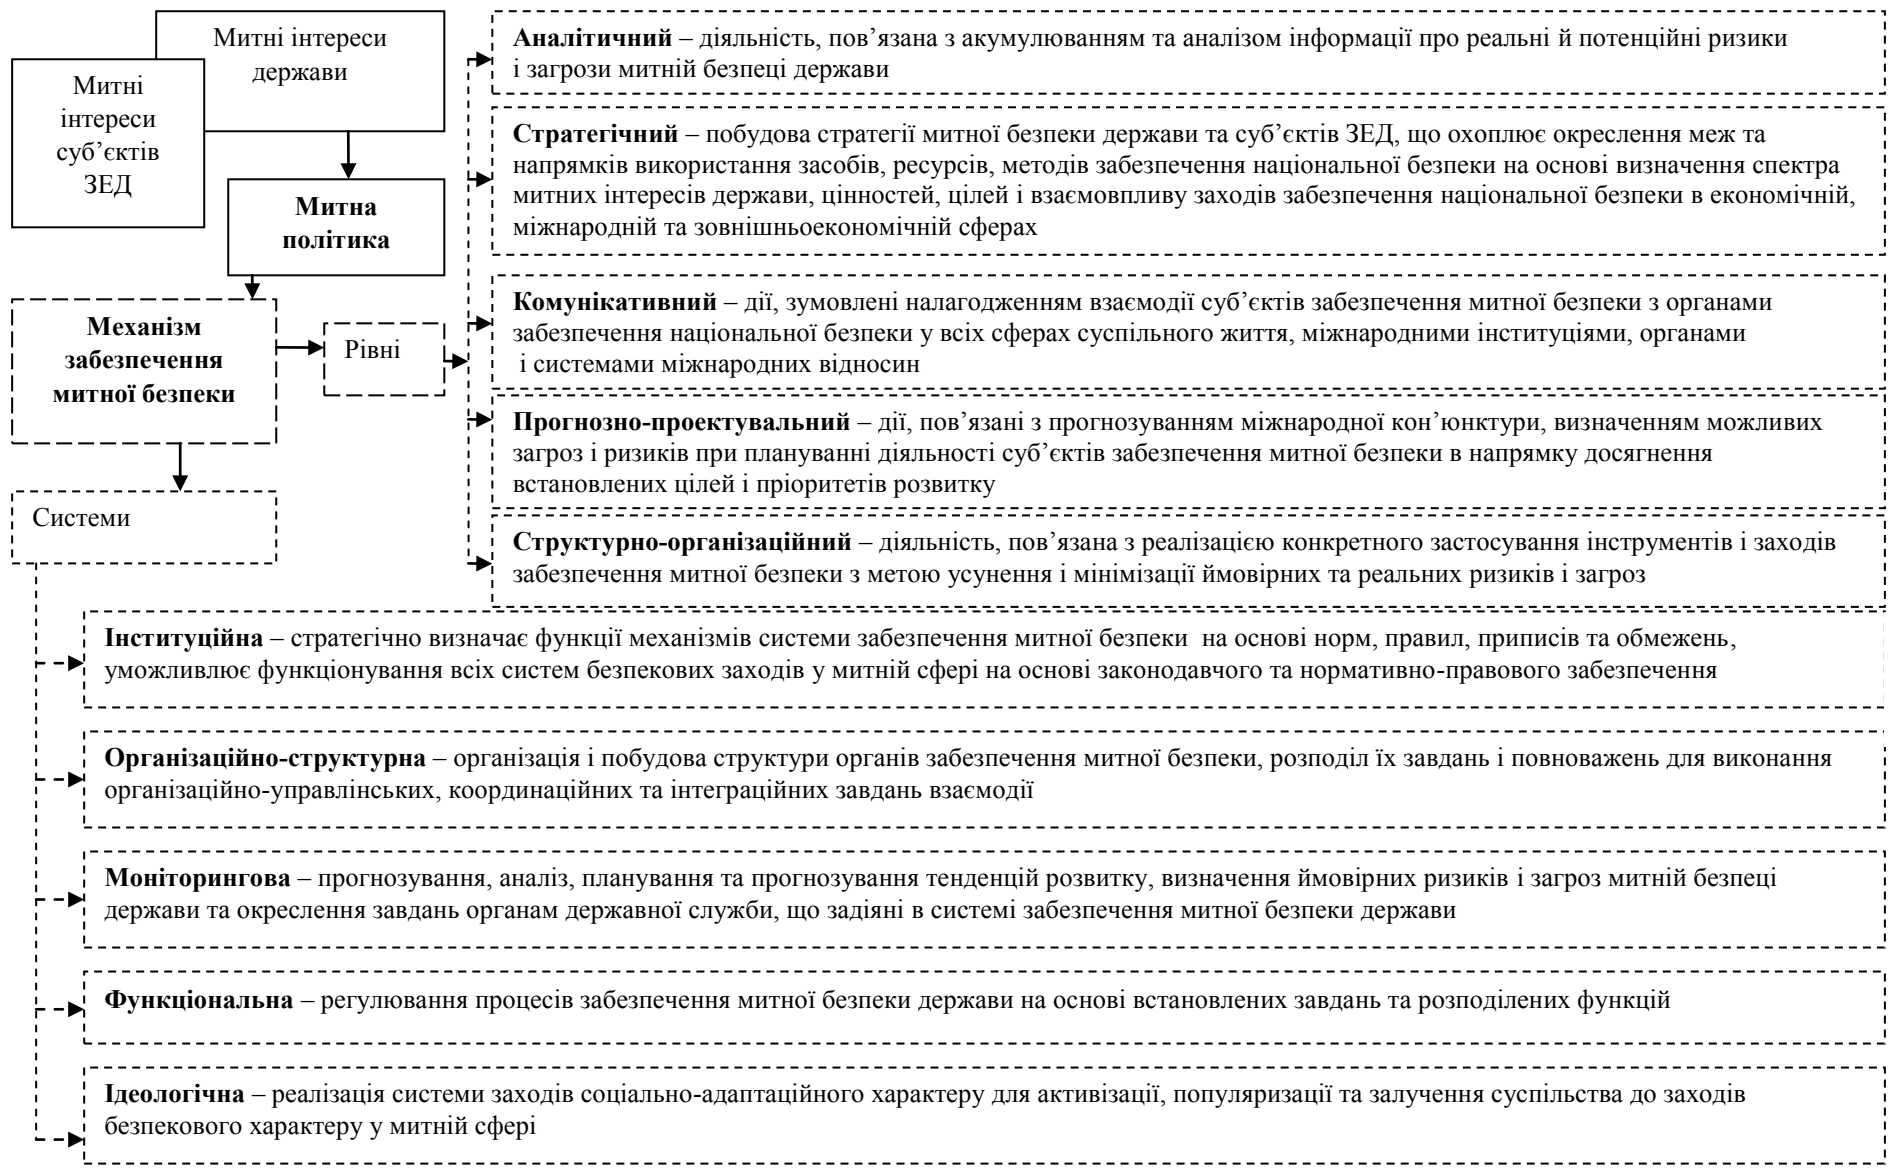 Митні інтереси
держави
Митні
інтереси
суб’єктів
ЗЕД
Митна
політика
Механізм
забезпечення
митної безпеки
Рівні
Аналітичний – діяльність, пов’язана з акумулюванням та аналізом інформації про реальні й потенційні ризики
і загрози митній безпеці держави
Стратегічний – побудова стратегії митної безпеки держави та суб’єктів ЗЕД, що охоплює окреслення меж та
напрямків використання засобів, ресурсів, методів забезпечення національної безпеки на основі визначення спектра
митних інтересів держави, цінностей, цілей і взаємовпливу заходів забезпечення національної безпеки в економічній,
міжнародній та зовнішньоекономічній сферах
Комунікативний – дії, зумовлені налагодженням взаємодії суб’єктів забезпечення митної безпеки з органами
забезпечення національної безпеки у всіх сферах суспільного життя, міжнародними інституціями, органами
і системами міжнародних відносин
Прогнозно-проектувальний – дії, пов’язані з прогнозуванням міжнародної кон’юнктури, визначенням можливих
загроз і ризиків при плануванні діяльності суб’єктів забезпечення митної безпеки в напрямку досягнення
встановлених цілей і пріоритетів розвитку
Структурно-організаційний – діяльність, пов’язана з реалізацією конкретного застосування інструментів і заходів
забезпечення митної безпеки з метою усунення і мінімізації ймовірних та реальних ризиків і загроз
Системи
Інституційна – стратегічно визначає функції механізмів системи забезпечення митної безпеки на основі норм, правил, приписів та обмежень,
уможливлює функціонування всіх систем безпекових заходів у митній сфері на основі законодавчого та нормативно-правового забезпечення
Організаційно-структурна – організація і побудова структури органів забезпечення митної безпеки, розподіл їх завдань і повноважень для виконання
організаційно-управлінських, координаційних та інтеграційних завдань взаємодії
Моніторингова – прогнозування, аналіз, планування та прогнозування тенденцій розвитку, визначення ймовірних ризиків і загроз митній безпеці
держави та окреслення завдань органам державної служби, що задіяні в системі забезпечення митної безпеки держави
Функціональна – регулювання процесів забезпечення митної безпеки держави на основі встановлених завдань та розподілених функцій
Ідеологічна – реалізація системи заходів соціально-адаптаційного характеру для активізації, популяризації та залучення суспільства до заходів
безпекового характеру у митній сфері